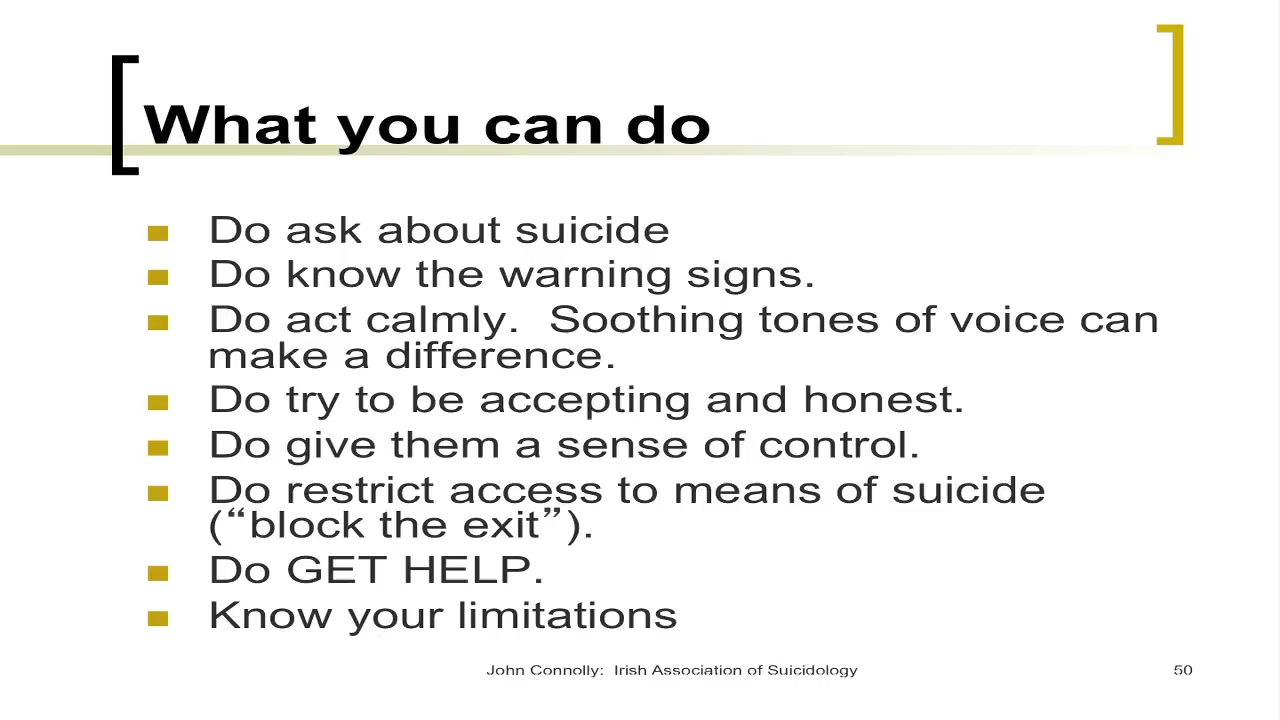 What you can do
Do ask about suicide
Do know the warning signs.
Do act calmly.  Soothing tones of voice can
make a difference.
Do try to be accepting and honest.
Do give them a sense of control.
Do restrict access to means of suicide
(“block the exit”).
Do GET HELP.
Know your limitations
John Connolly:  Irish Association of Suicidology
50